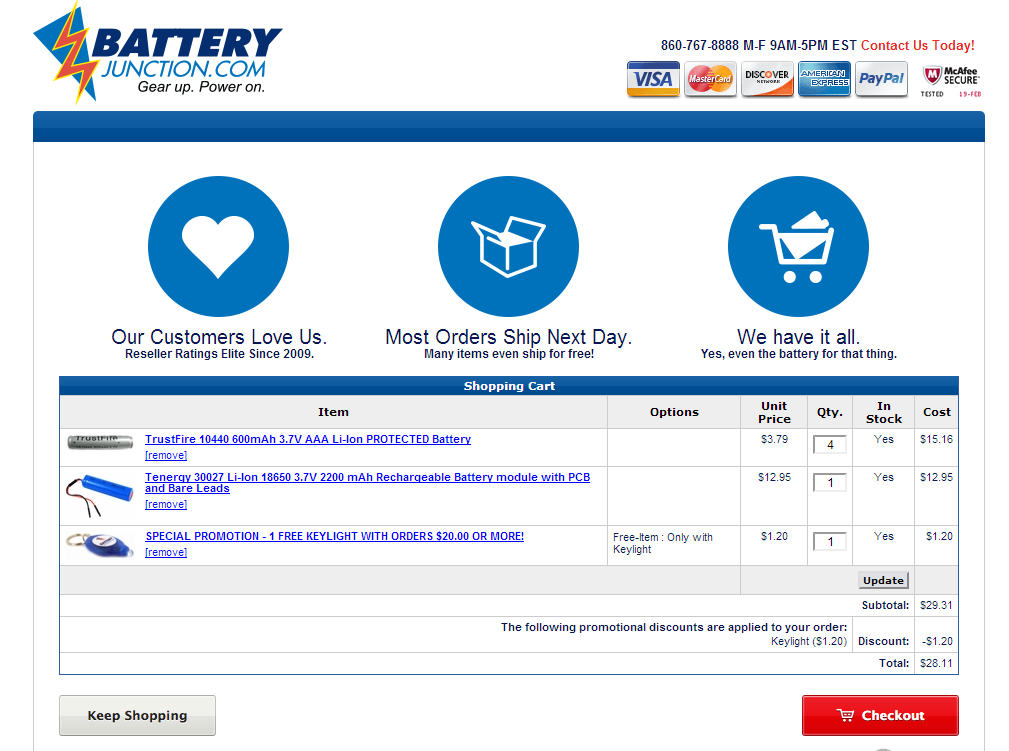 BATTERY
JUNCTION.COM
Gear up. Power on.
860-767-8888 M-F 9AM-5PM EST Contact Us Today!
VISA MasterCard DISCOVER NETWORK AMERICAN EXPRESS PayPal McAfee SECURE
TESTED 19-FEB
Our Customers Love Us.
Reseller Ratings Elite Since 2009.
Most Orders Ship Next Day.
Many items even ship for free!
We have it all.
Yes, even the battery for that thing.
Shopping Cart
Item Options Unit Price Qty. In Stock Cost
TrustFire
TrustFire 10440 600mAh 3.7V AAA Li-Ion PROTECTED Battery $3.79 4 Yes $15.16
[remove]
Tenergy 30027 Li-Ion 18650 3.7V 2200 mAh Rechargeable Battery module with PCB $12.95 1 Yes $12.95
and Bare Leads
[remove]
SPECIAL PROMOTION - 1 FREE KEYLIGHT WITH ORDERS $20.00 OR MORE! Free-Item : Only with $1.20 1 Yes $1.20
[remove] Keylight
Update
Subtotal: $29.31
The following promotional discounts are applied to your order:
Keylight ($1.20) Discount: -$1.20
Total: $28.11
Keep Shopping Checkout